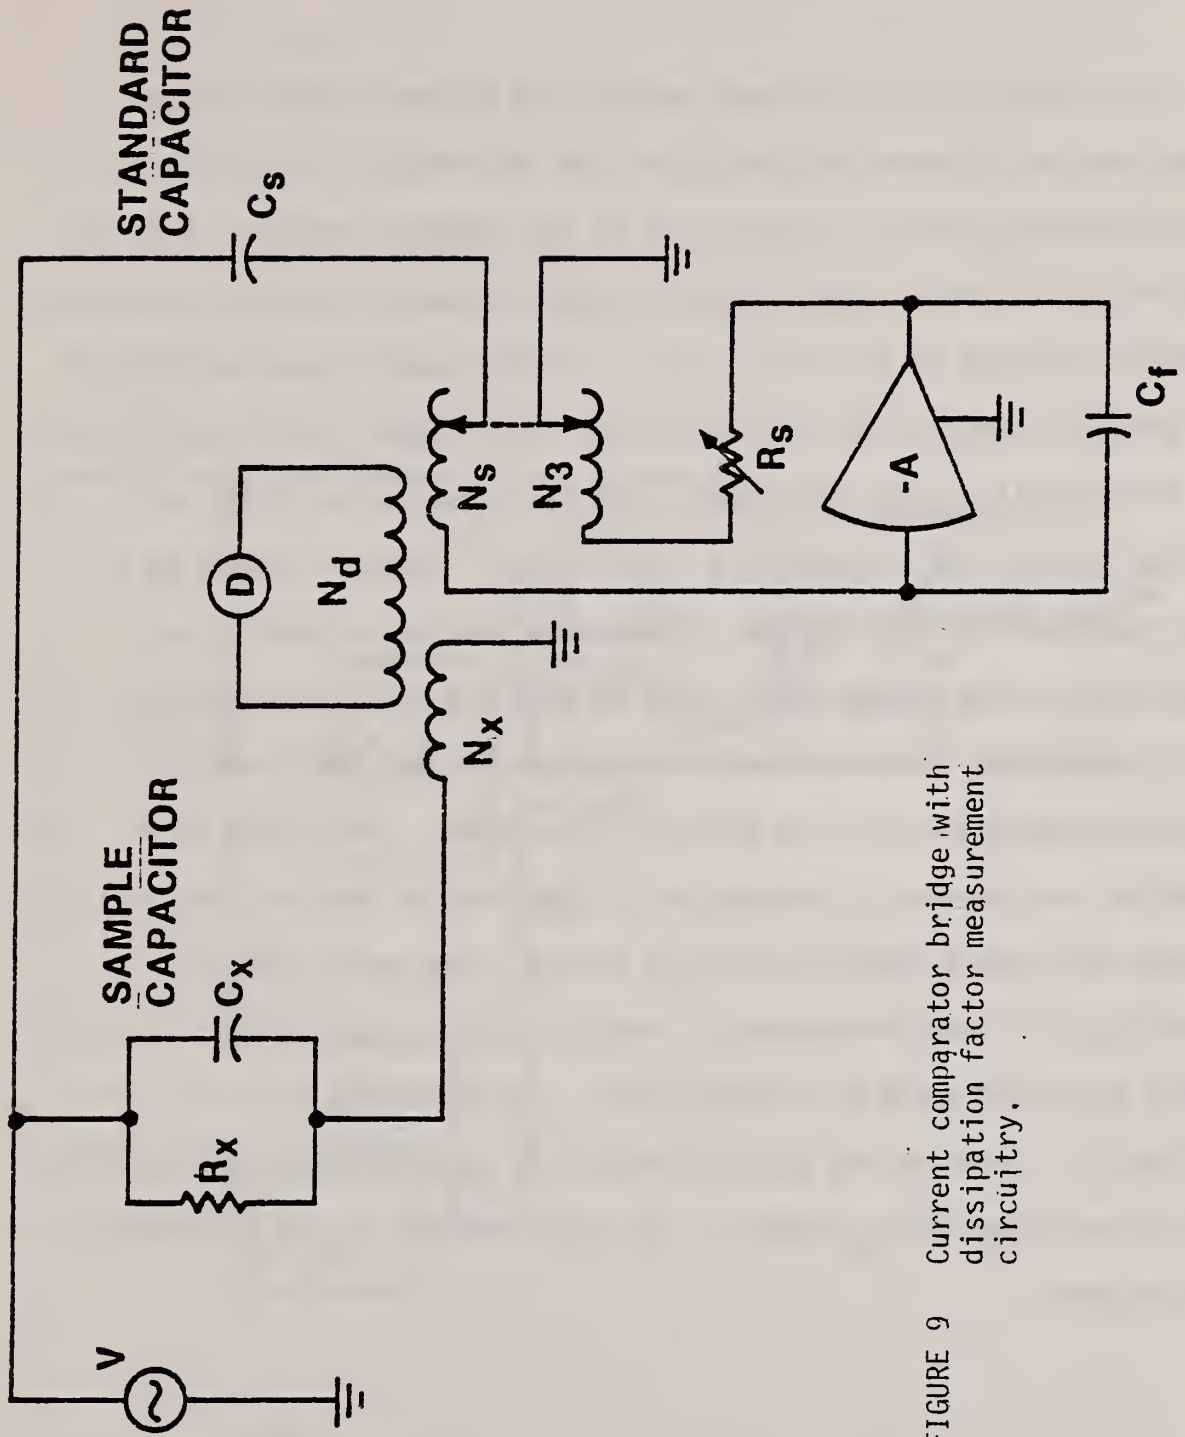 STANDARD
CAPACITOR
Cs
SAMPLE
CAPACITOR
Cx
Rx
V
D
Nd
Nx
Ns
N3
Rs
-A
Cf
FIGURE 9 Current comparator bridge with
dissipation factor measurement
circuitry.